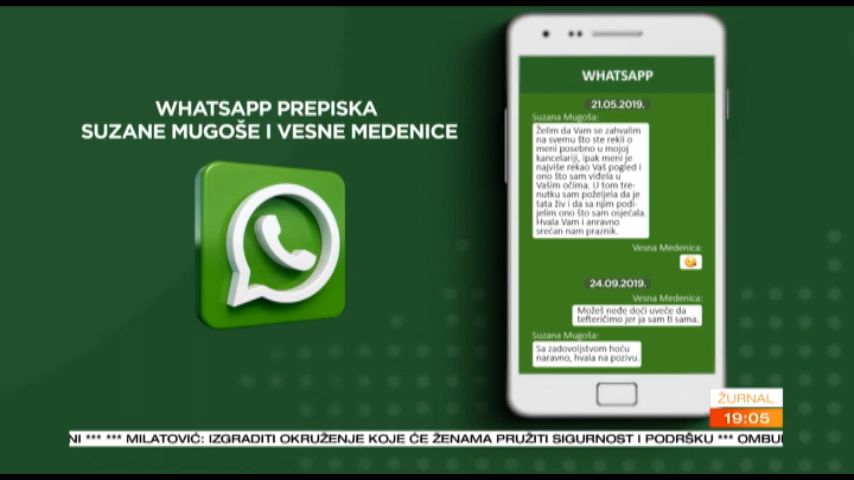 WHATSAPP PREPISKA
SUZANE MUGOŠE I VESNE MEDENICE
WHATSAPP
21.05.2019.
Suzana Mugoša:
Želim da Vam se zahvalim
na svemu što ste rekli o
meni posebno u mojoj
kancelariji, ipak meni je
najviše rekao Vaš pogled i
ono što sam viđela u
Vašim očima. U tom tre-
nutku sam poželjela da je
tata živ i da sa njim podi-
jelim ono što sam osjećala.
Hvala Vam i anravno
srećan nam praznik.
Vesna Medenica:
24.09.2019.
Vesna Medenica:
Možeš neđe doći uveče da
tefteričimo jer ja sam ti sama.
Suzana Mugoša:
Sa zadovoljstvom hoću
naravno, hvala na pozivu.
ŽURNAL
19:05
NI *** *** MILATOVIĆ: IZGRADITI OKRUŽENJE KOJE ĆE ŽENAMA PRUŽITI SIGURNOST I PODRŠKU *** OMBU